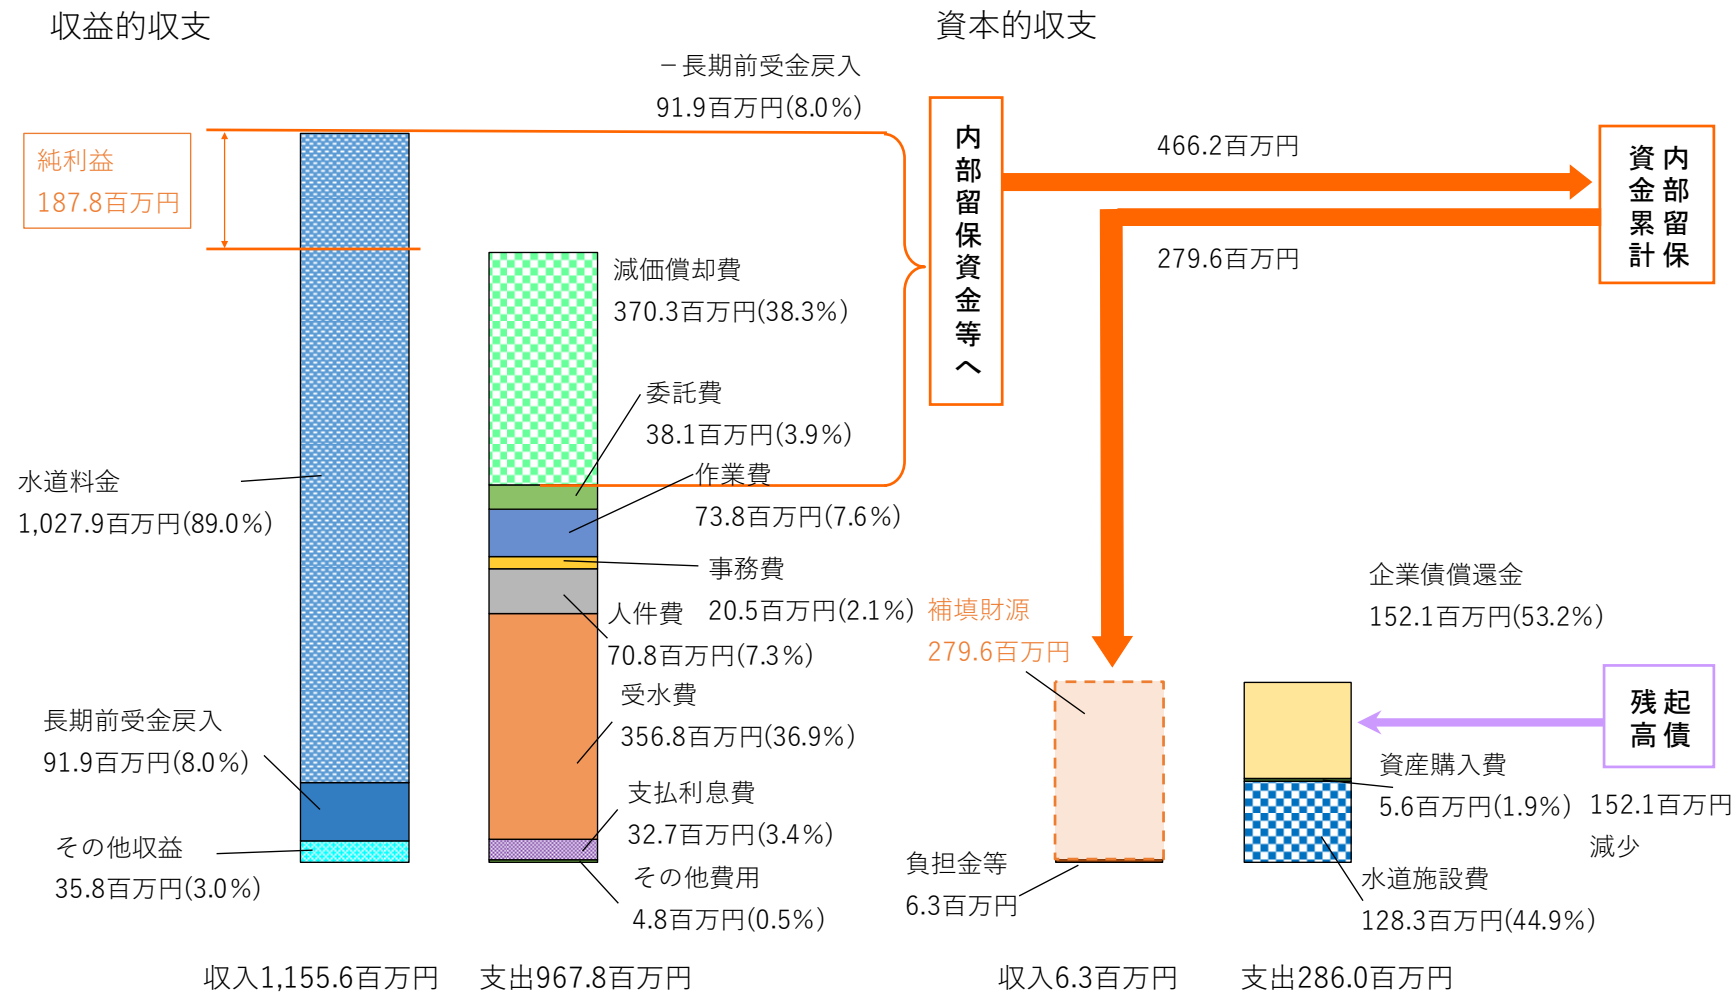 収益的収支
資本的収支
－長期前受金戻入
91.9百万円(8.0%)
純利益
187.8百万円
内部留保資金等へ
466.2百万円
279.6百万円
内部留保
資金累計
減価償却費
370.3百万円(38.3%)
委託費
38.1百万円(3.9%)
作業費
73.8百万円(7.6%)
事務費
20.5百万円(2.1%)
人件費
70.8百万円(7.3%)
受水費
356.8百万円(36.9%)
支払利息費
32.7百万円(3.4%)
その他費用
4.8百万円(0.5%)
水道料金
1,027.9百万円(89.0%)
長期前受金戻入
91.9百万円(8.0%)
その他収益
35.8百万円(3.0%)
補填財源
279.6百万円
負担金等
6.3百万円
企業債償還金
152.1百万円(53.2%)
資産購入費
5.6百万円(1.9%)
水道施設費
128.3百万円(44.9%)
起債
残高
152.1百万円
減少
収入1,155.6百万円
支出967.8百万円
収入6.3百万円
支出286.0百万円